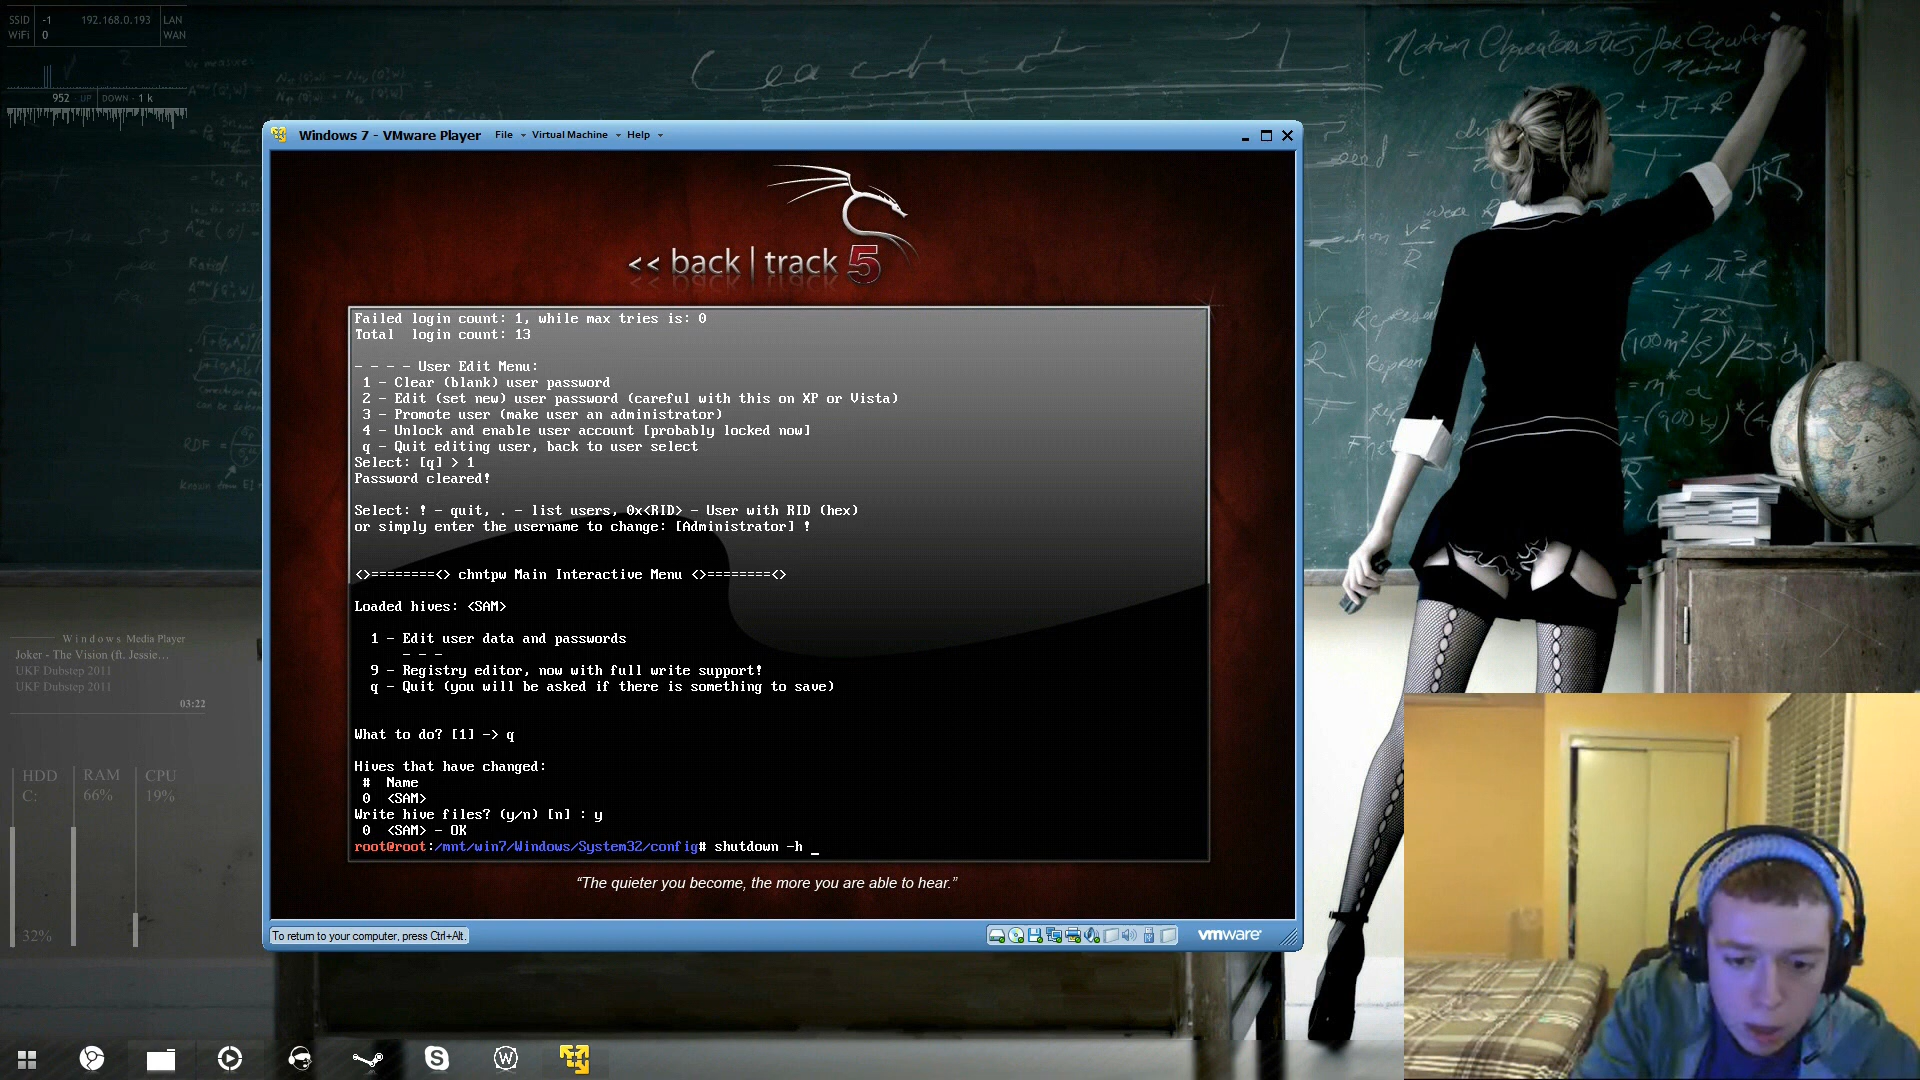 SSID -1 192.168.0.193 LAN
WiFi 0 WAN
952 UP DOWN - 1 k
Windows 7 - VMware Player File Virtual Machine Help
<< back | track 5
Failed login count: 1, while max tries is: 0
Total  login count: 13
- - - - User Edit Menu:
1 - Clear (blank) user password
2 - Edit (set new) user password (careful with this on XP or Vista)
3 - Promote user (make user an administrator)
4 - Unlock and enable user account [probably locked now]
q - Quit editing user, back to user select
Select: [q] > 1
Password cleared!
Select: ! - quit, . - list users, 0x<RID> - User with RID (hex)
or simply enter the username to change: [Administrator] !
<>========<> chntpw Main Interactive Menu <>========<>
Loaded hives: <SAM>
1 - Edit user data and passwords
- - -
9 - Registry editor, now with full write support!
q - Quit (you will be asked if there is something to save)
What to do? [1] -> q
Hives that have changed:
#  Name
0  <SAM>
Write hive files? (y/n) [n] : y
0  <SAM> - OK
root@root:/mnt/win7/Windows/System32/config# shutdown -h _
“The quieter you become, the more you are able to hear.”
To return to your computer, press Ctrl+Alt.
vmware
Windows Media Player
Joker - The Vision (ft. Jessie...
UKF Dubstep 2011
UKF Dubstep 2011
03:22
HDD RAM CPU
C: 66% 19%
32%